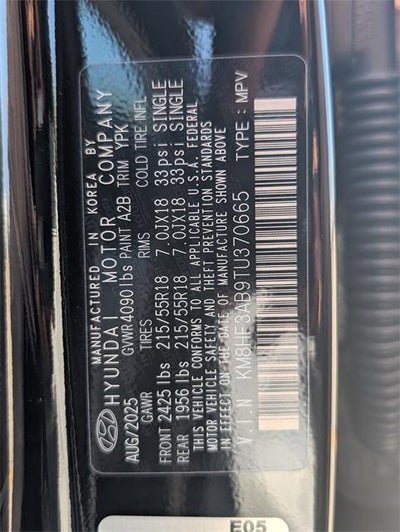 MANUFACTURED IN KOREA BY
HYUNDAI MOTOR COMPANY
AUG/2025 GVWR 4090 lbs PAINT A2B TRIM YPK
GAWR TIRES RIMS COLD TIRE INFL
FRONT 2425 lbs 215/55R18 7.0JX18 33psi SINGLE
REAR 1956 lbs 215/55R18 7.0JX18 33psi SINGLE
THIS VEHICLE CONFORMS TO ALL APPLICABLE U.S.A. FEDERAL
MOTOR VEHICLE SAFETY AND THEFT PREVENTION STANDARDS
IN EFFECT ON THE DATE OF MANUFACTURE SHOWN ABOVE.
V.I.N KM8HE3AB9TU370665 TYPE: MPV
E05